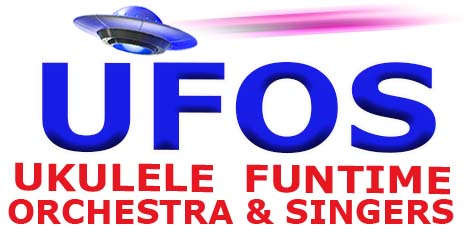 UFOS
UKULELE FUNTIME
ORCHESTRA & SINGERS